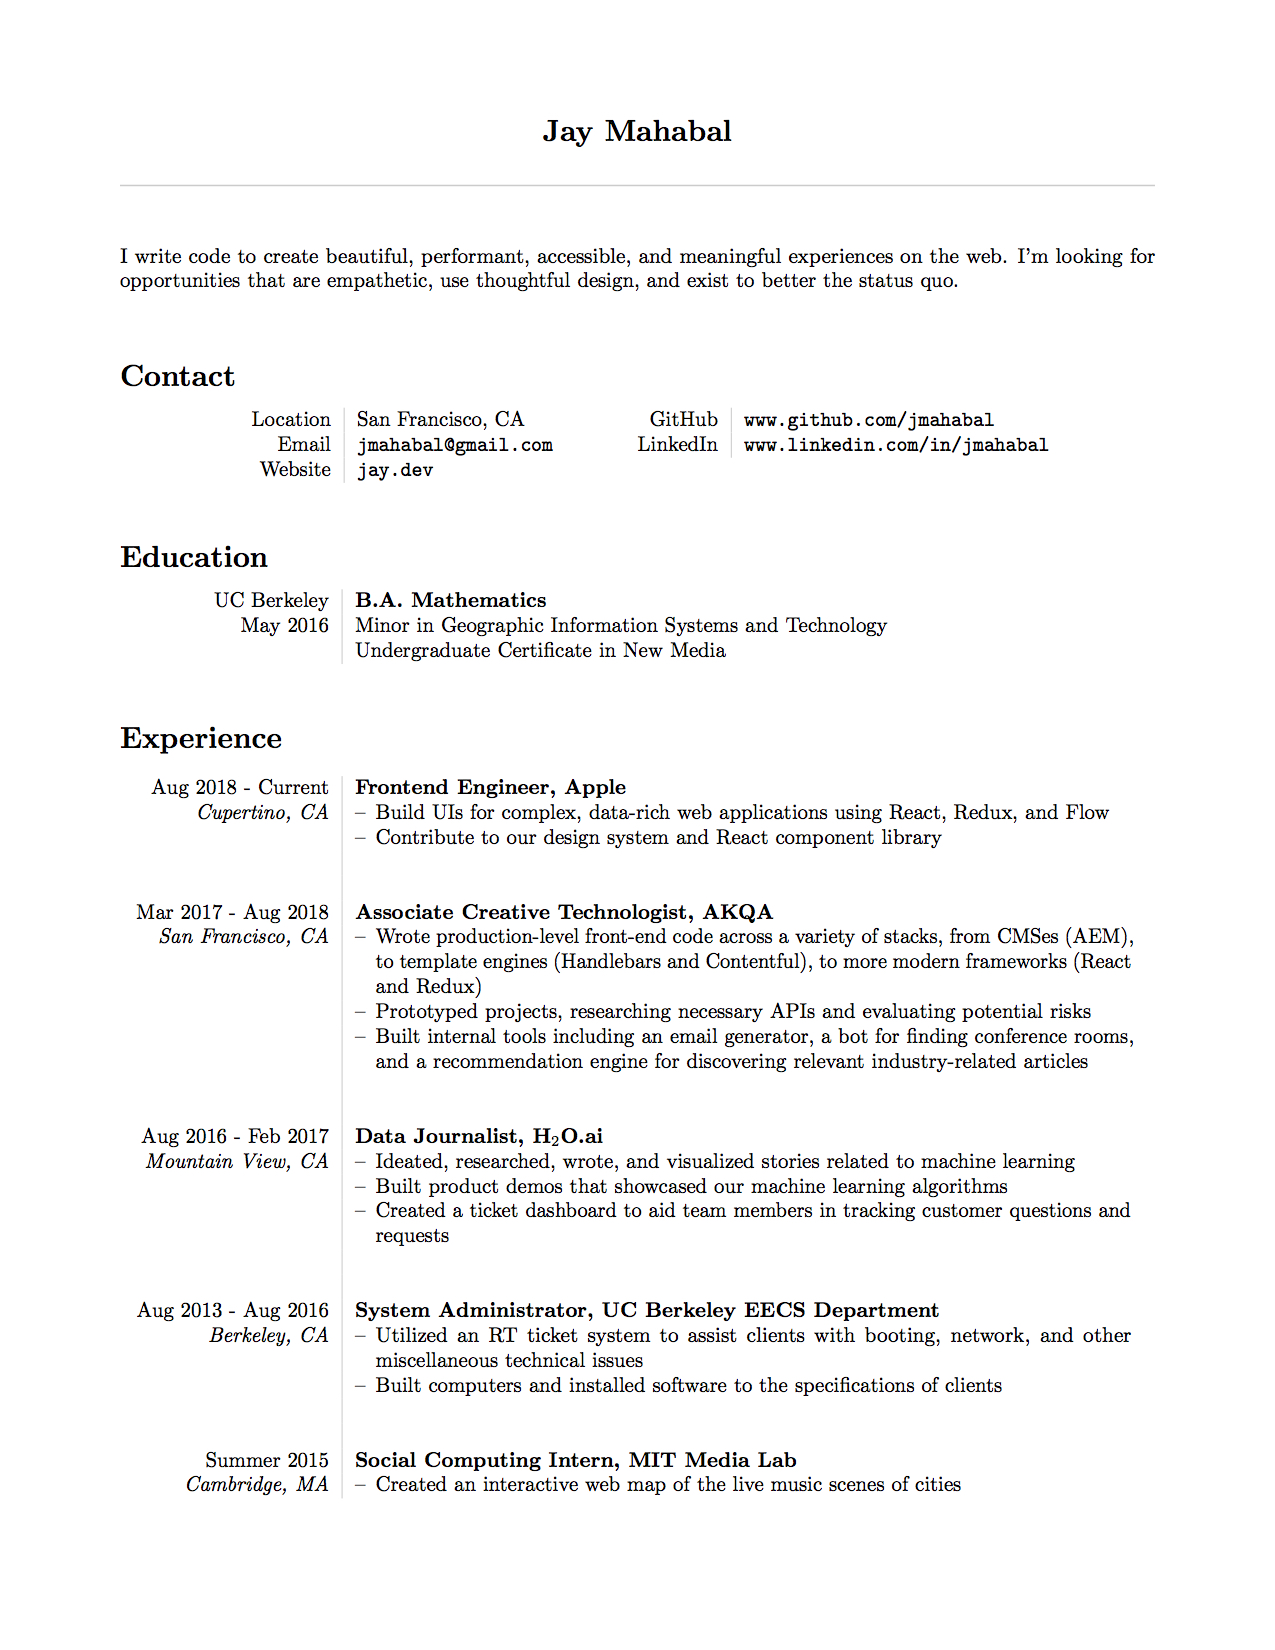 Jay Mahabal
I write code to create beautiful, performant, accessible, and meaningful experiences on the web. I'm looking for
opportunities that are empathetic, use thoughtful design, and exist to better the status quo.
Contact
Location San Francisco, CA GitHub www.github.com/jmahabal
Email jmahabal@gmail.com LinkedIn www.linkedin.com/in/jmahabal
Website jay.dev
Education
UC Berkeley B.A. Mathematics
May 2016 Minor in Geographic Information Systems and Technology
Undergraduate Certificate in New Media
Experience
Aug 2018 - Current Frontend Engineer, Apple
Cupertino, CA – Build UIs for complex, data-rich web applications using React, Redux, and Flow
– Contribute to our design system and React component library
Mar 2017 - Aug 2018 Associate Creative Technologist, AKQA
San Francisco, CA – Wrote production-level front-end code across a variety of stacks, from CMSes (AEM),
to template engines (Handlebars and Contentful), to more modern frameworks (React
and Redux)
– Prototyped projects, researching necessary APIs and evaluating potential risks
– Built internal tools including an email generator, a bot for finding conference rooms,
and a recommendation engine for discovering relevant industry-related articles
Aug 2016 - Feb 2017 Data Journalist, H₂O.ai
Mountain View, CA – Ideated, researched, wrote, and visualized stories related to machine learning
– Built product demos that showcased our machine learning algorithms
– Created a ticket dashboard to aid team members in tracking customer questions and
requests
Aug 2013 - Aug 2016 System Administrator, UC Berkeley EECS Department
Berkeley, CA – Utilized an RT ticket system to assist clients with booting, network, and other
miscellaneous technical issues
– Built computers and installed software to the specifications of clients
Summer 2015 Social Computing Intern, MIT Media Lab
Cambridge, MA – Created an interactive web map of the live music scenes of cities